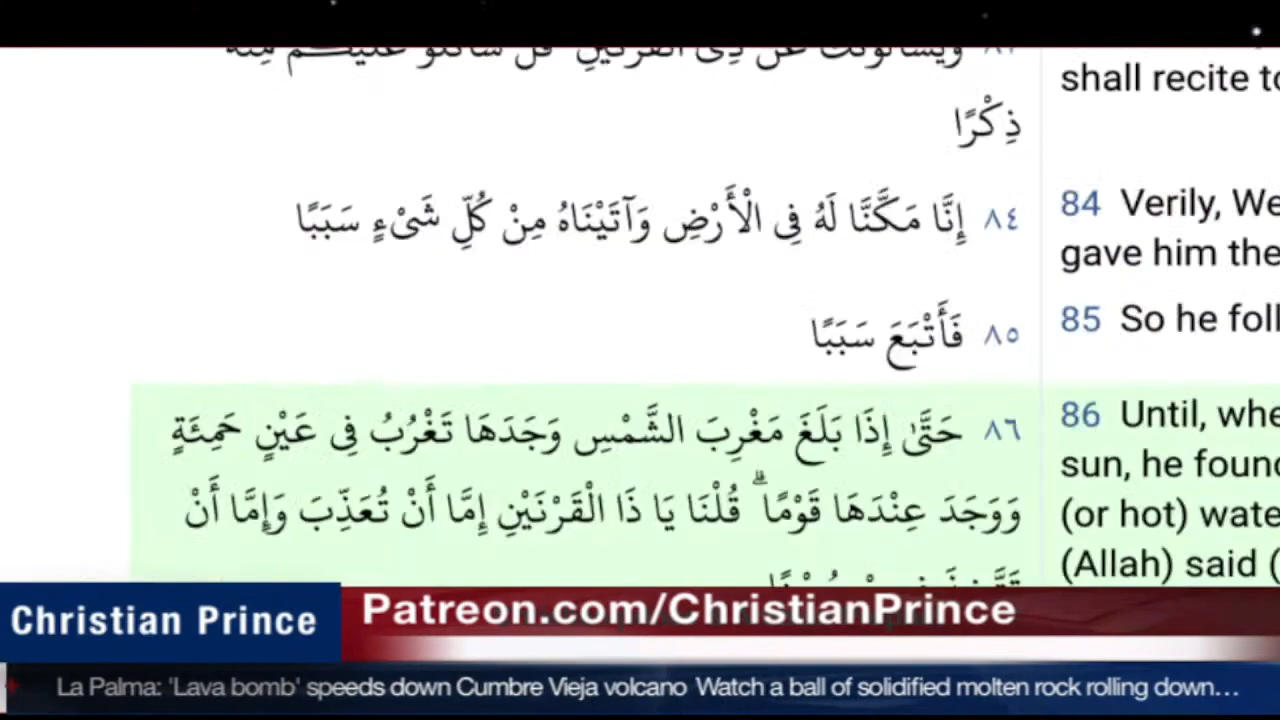 shall recite to
ذِكْرًا
٨٤ إِنَّا مَكَّنَّا لَهُ فِى الْأَرْضِ وَآتَيْنَاهُ مِنْ كُلِّ شَىْءٍ سَبَبًا
84 Verily, We
gave him the
٨٥ فَأَتْبَعَ سَبَبًا
85 So he foll
٨٦ حَتَّىٰ إِذَا بَلَغَ مَغْرِبَ الشَّمْسِ وَجَدَهَا تَغْرُبُ فِى عَيْنٍ حَمِئَةٍ
وَوَجَدَ عِنْدَهَا قَوْمًا ۗ قُلْنَا يَا ذَا الْقَرْنَيْنِ إِمَّا أَنْ تُعَذِّبَ وَإِمَّا أَنْ
86 Until, whe
sun, he foun
(or hot) wate
(Allah) said (
Christian Prince
Patreon.com/ChristianPrince
La Palma: 'Lava bomb' speeds down Cumbre Vieja volcano Watch a ball of solidified molten rock rolling down…